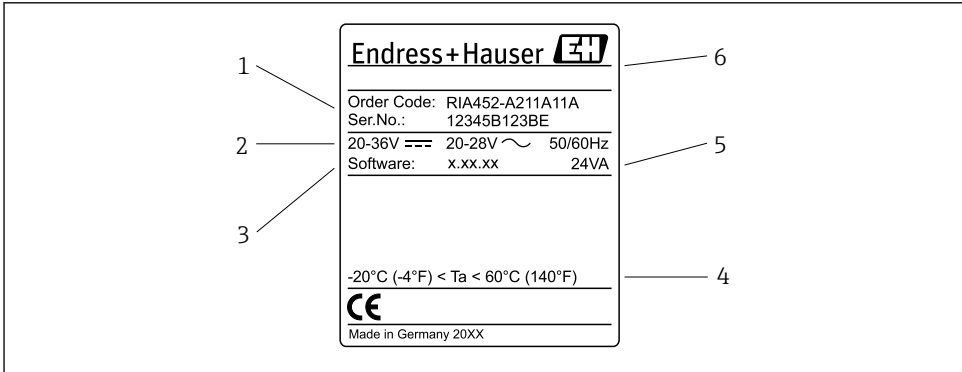 Endress+Hauser EH
Order Code: RIA452-A211A11A
Ser.No.: 12345B123BE
20-36V 20-28V 50/60Hz
Software: x.xx.xx 24VA
-20°C (-4°F) < Ta < 60°C (140°F)
CE
Made in Germany 20XX
1
2
3
4
5
6